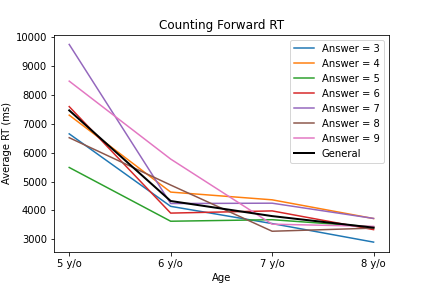 Counting Forward RT
Average RT (ms)
10000
9000
8000
7000
6000
5000
4000
3000
Answer = 3
Answer = 4
Answer = 5
Answer = 6
Answer = 7
Answer = 8
Answer = 9
General
5 y/o
6 y/o
7 y/o
8 y/o
Age